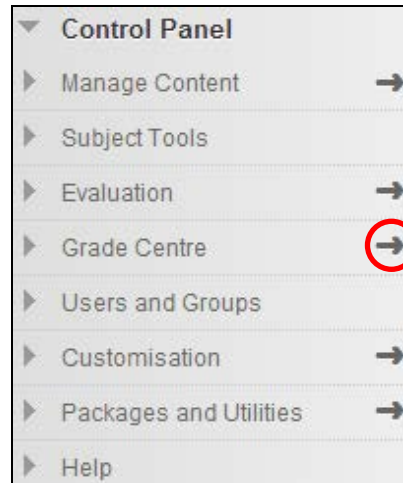 Control Panel
Manage Content
Subject Tools
Evaluation
Grade Centre
Users and Groups
Customisation
Packages and Utilities
Help